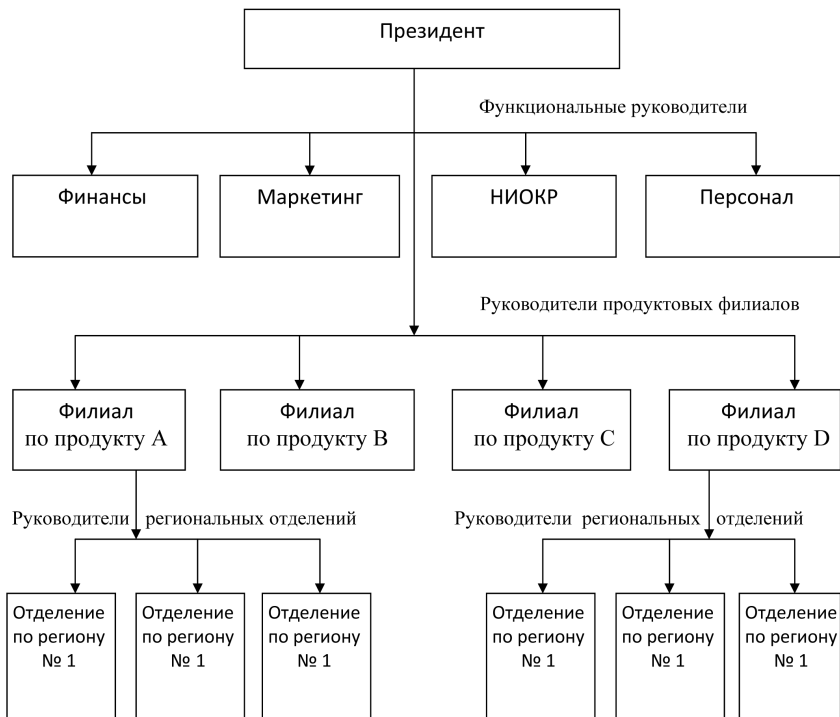 Президент
Функциональные руководители
Финансы
Маркетинг
НИОКР
Персонал
Руководители продуктовых филиалов
Филиал
по продукту A
Филиал
по продукту B
Филиал
по продукту C
Филиал
по продукту D
Руководители региональных отделений
Руководители региональных отделений
Отделение
по региону
№ 1
Отделение
по региону
№ 1
Отделение
по региону
№ 1
Отделение
по региону
№ 1
Отделение
по региону
№ 1
Отделение
по региону
№ 1